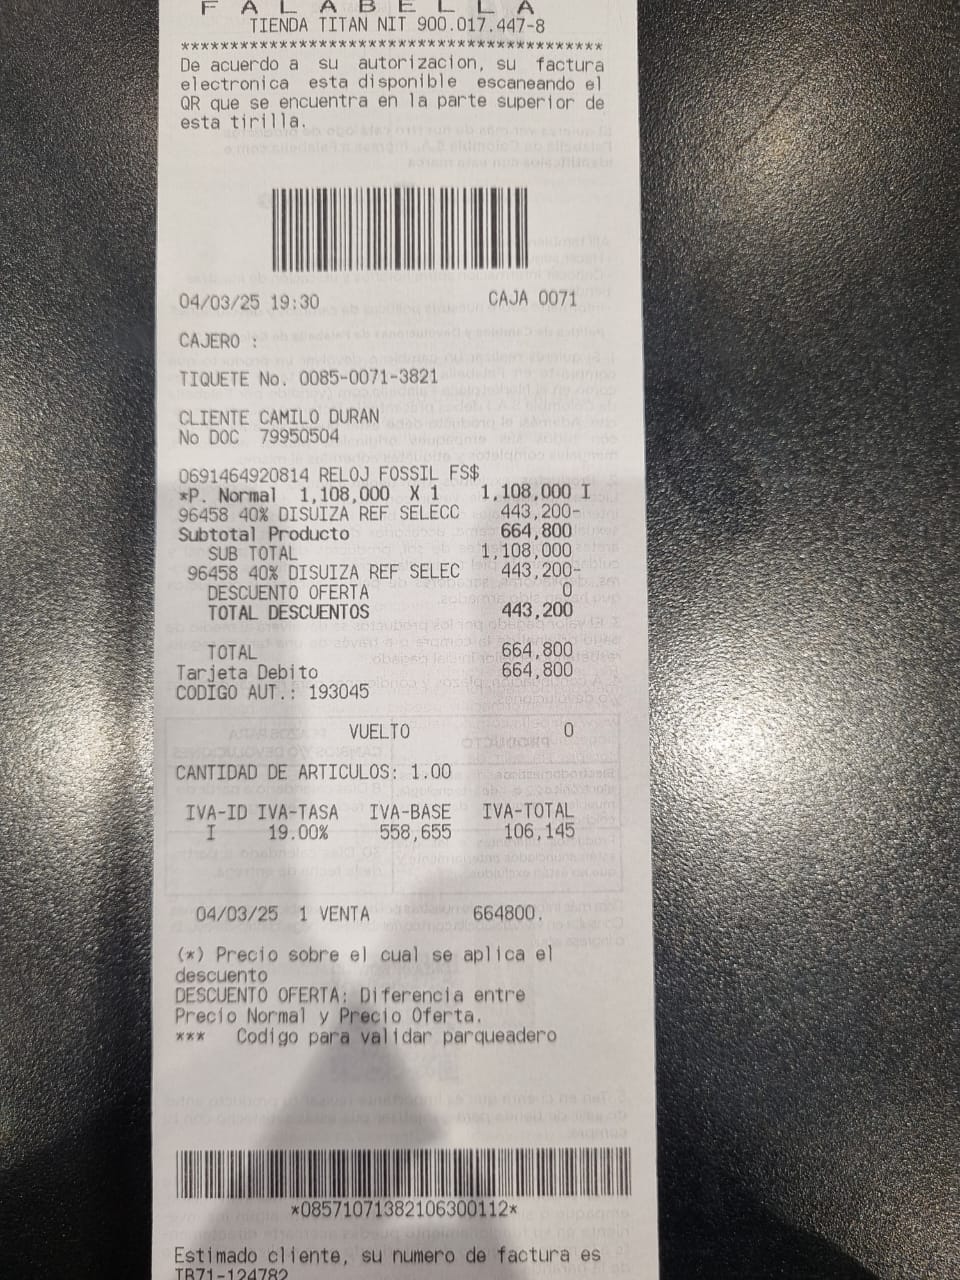 FALABELLA
TIENDA TITAN NIT 900.017.447-8
******************************************
De acuerdo a su autorizacion, su factura
electronica esta disponible escaneando el
QR que se encuentra en la parte superior de
esta tirilla.
04/03/25 19:30 CAJA 0071
CAJERO :
TIQUETE No. 0085-0071-3821
CLIENTE CAMILO DURAN
No DOC 79950504
0691464920814 RELOJ FOSSIL FS$
*P. Normal 1,108,000 X 1 1,108,000 I
96458 40% DISUIZA REF SELECC 443,200-
Subtotal Producto 664,800
SUB TOTAL 1,108,000
96458 40% DISUIZA REF SELEC 443,200-
DESCUENTO OFERTA 0
TOTAL DESCUENTOS 443,200
TOTAL 664,800
Tarjeta Debito 664,800
CODIGO AUT.: 193045
VUELTO 0
CANTIDAD DE ARTICULOS: 1.00
IVA-ID IVA-TASA IVA-BASE IVA-TOTAL
I 19.00% 558,655 106,145
04/03/25 1 VENTA 664800.
(*) Precio sobre el cual se aplica el
descuento
DESCUENTO OFERTA: Diferencia entre
Precio Normal y Precio Oferta.
*** Codigo para validar parqueadero
*08571071382106300112*
Estimado cliente, su numero de factura es
TB71-124782